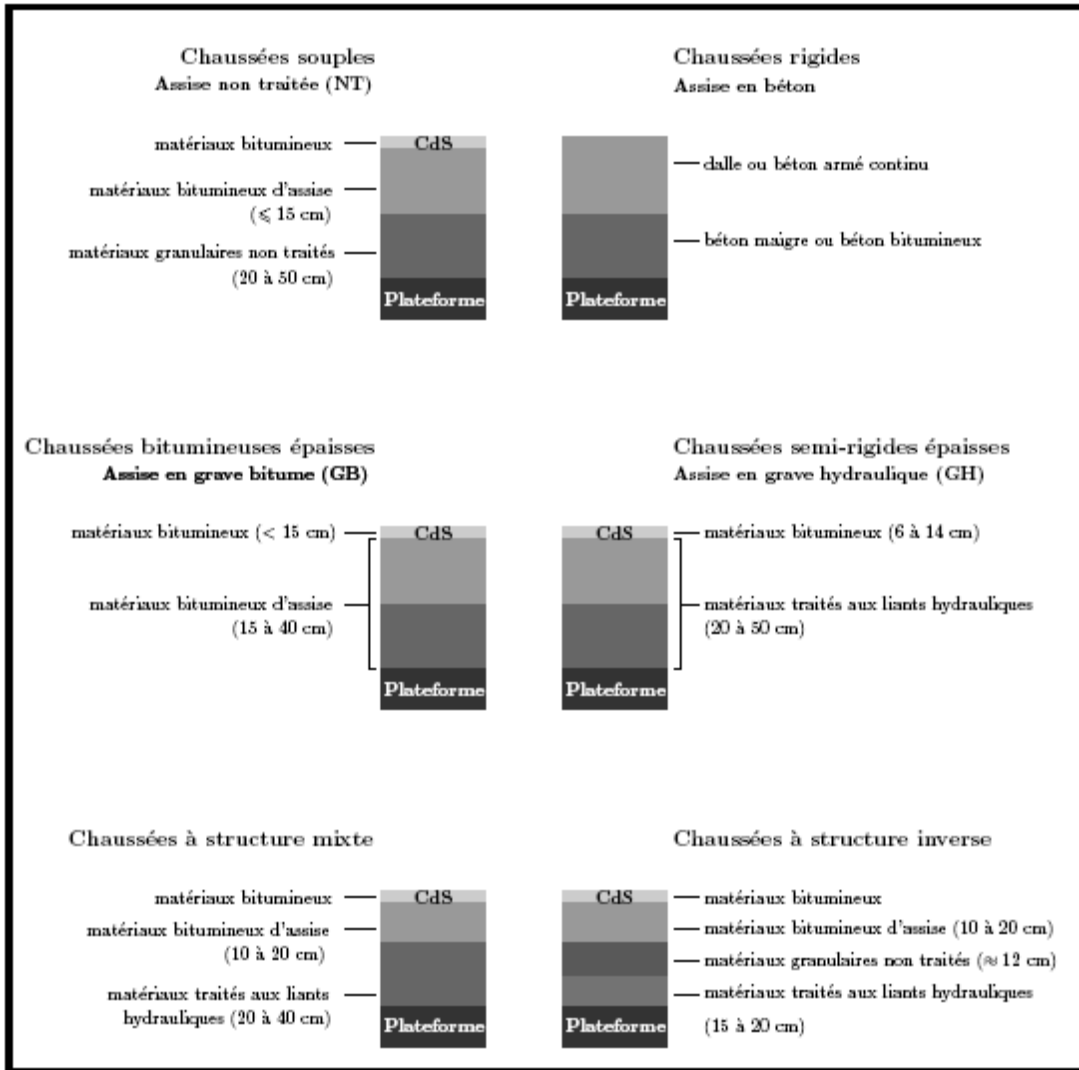 Chaussées souples
Assise non traitée (NT)
matériaux bitumineux
matériaux bitumineux d'assise
(⩽ 15 cm)
matériaux granulaires non traités
(20 à 50 cm)
CdS
Plateforme
Chaussées rigides
Assise en béton
dalle ou béton armé continu
béton maigre ou béton bitumineux
Plateforme
Chaussées bitumineuses épaisses
Assise en grave bitume (GB)
matériaux bitumineux (< 15 cm)
matériaux bitumineux d'assise
(15 à 40 cm)
CdS
Plateforme
Chaussées semi-rigides épaisses
Assise en grave hydraulique (GH)
CdS
Plateforme
matériaux bitumineux (6 à 14 cm)
matériaux traités aux liants hydrauliques
(20 à 50 cm)
Chaussées à structure mixte
matériaux bitumineux
matériaux bitumineux d'assise
(10 à 20 cm)
matériaux traités aux liants
hydrauliques (20 à 40 cm)
CdS
Plateforme
Chaussées à structure inverse
CdS
Plateforme
matériaux bitumineux
matériaux bitumineux d'assise (10 à 20 cm)
matériaux granulaires non traités (≈ 12 cm)
matériaux traités aux liants hydrauliques
(15 à 20 cm)